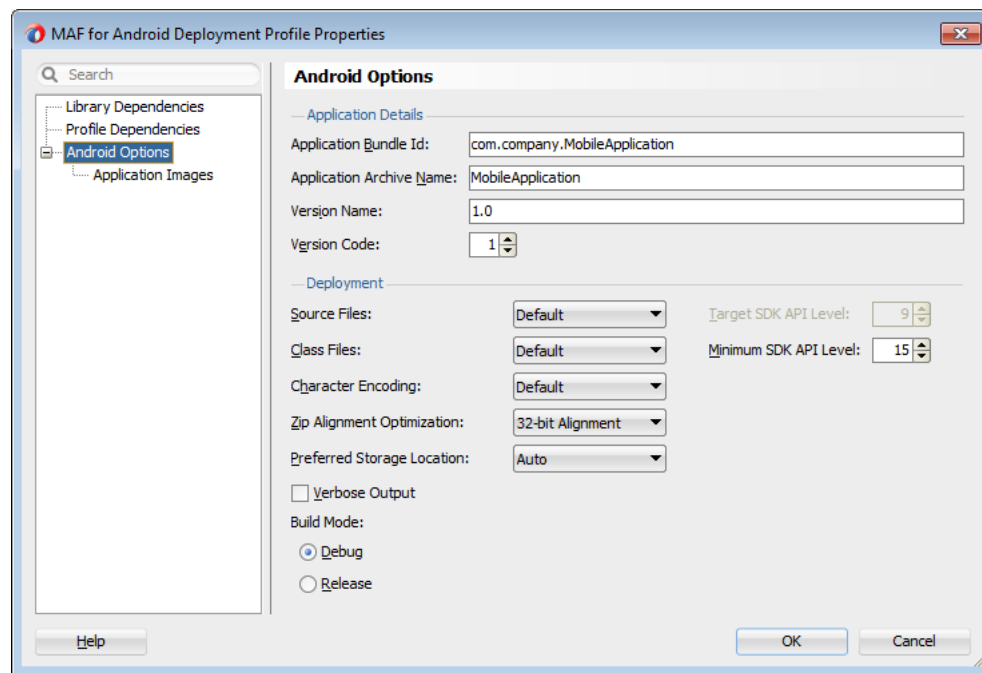 MAF for Android Deployment Profile Properties
Search
Library Dependencies
Profile Dependencies
Android Options
Application Images
Android Options
Application Details
Application Bundle Id: com.company.MobileApplication
Application Archive Name: MobileApplication
Version Name: 1.0
Version Code: 1
Deployment
Source Files: Default Target SDK API Level: 9
Class Files: Default Minimum SDK API Level: 15
Character Encoding: Default
Zip Alignment Optimization: 32-bit Alignment
Preferred Storage Location: Auto
Verbose Output
Build Mode:
Debug
Release
Help OK Cancel